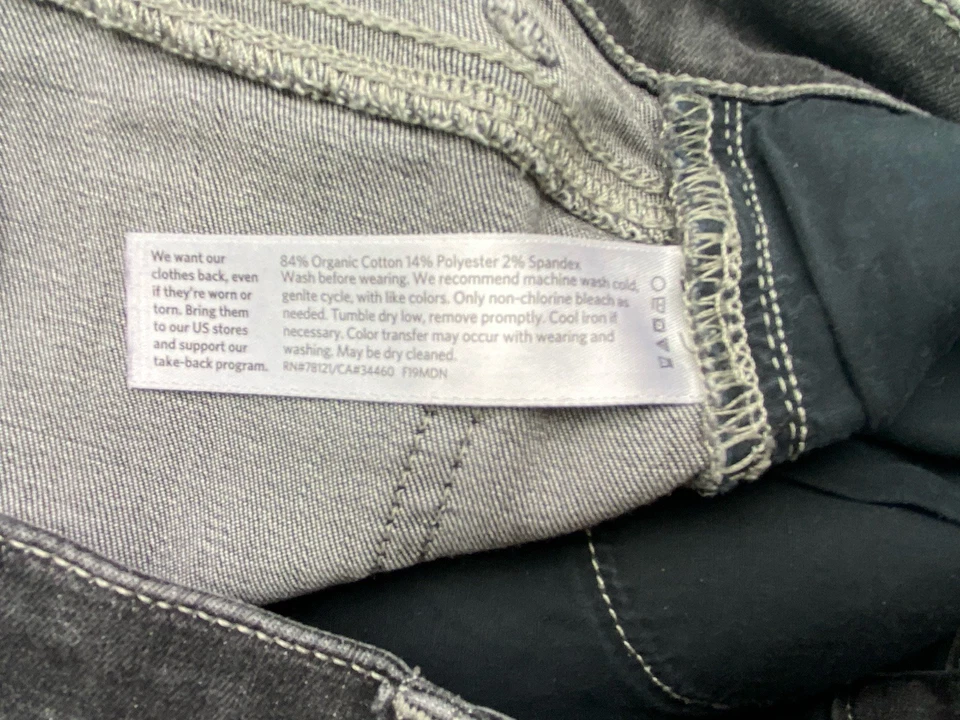 We want our
clothes back, even
if they're worn or
torn. Bring them
to our US stores
and support our
take-back program.
84% Organic Cotton 14% Polyester 2% Spandex
Wash before wearing. We recommend machine wash cold,
genite cycle, with like colors. Only non-chlorine bleach as
needed. Tumble dry low, remove promptly. Cool iron if
necessary. Color transfer may occur with wearing and
washing. May be dry cleaned.
RN#78121/CA#34460 F19MDN